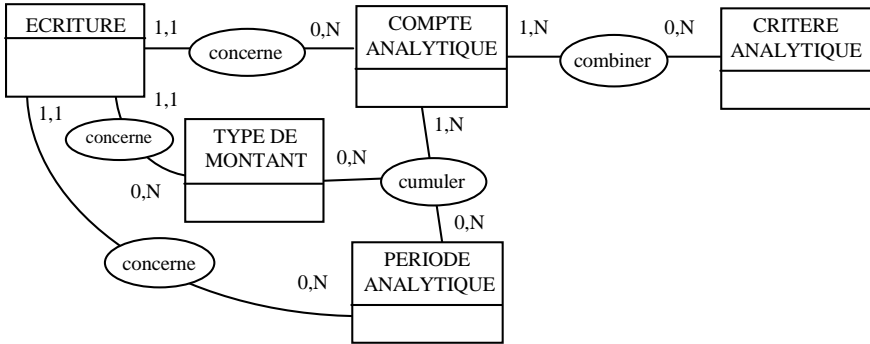 ECRITURE
1,1
concerne
0,N
COMPTE
ANALYTIQUE
1,N
combiner
0,N
CRITERE
ANALYTIQUE
1,1
1,1
concerne
0,N
TYPE DE
MONTANT
0,N
1,N
cumuler
0,N
concerne
0,N
PERIODE
ANALYTIQUE